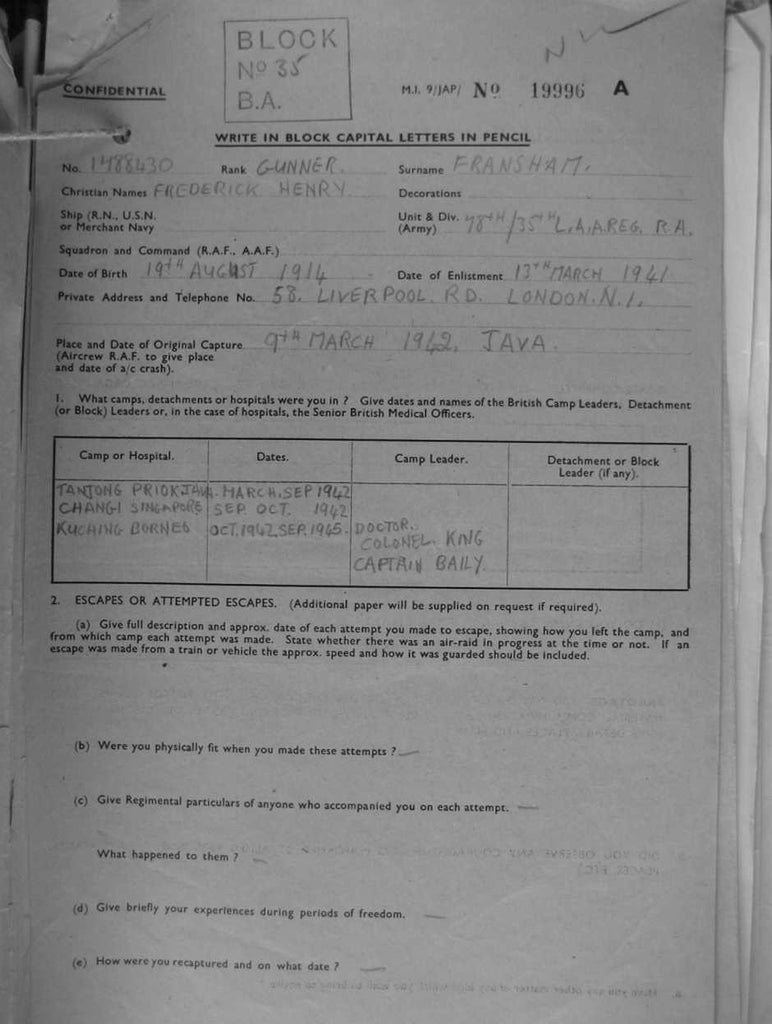 BLOCK
Nº 35
B.A.
CONFIDENTIAL
M.I. 9/JAP/ Nº 19996 A
WRITE IN BLOCK CAPITAL LETTERS IN PENCIL
No. 1488430 Rank GUNNER. Surname FRANSHAM.
Christian Names FREDERICK HENRY. Decorations
Ship (R.N., U.S.N.
or Merchant Navy
Unit & Div. 78TH/35TH L.A.A.REG. R.A.
(Army)
Squadron and Command (R.A.F., A.A.F.)
Date of Birth 19TH AUGUST 1914 Date of Enlistment 13TH MARCH 1941
Private Address and Telephone No. 58. LIVERPOOL. RD. LONDON. N.1.
Place and Date of Original Capture 9TH MARCH 1942. JAVA.
(Aircrew R.A.F. to give place
and date of a/c crash).
1. What camps, detachments or hospitals were you in ? Give dates and names of the British Camp Leaders, Detachment
(or Block) Leaders or, in the case of hospitals, the Senior British Medical Officers.
Camp or Hospital. Dates. Camp Leader. Detachment or Block
Leader (if any).
TANJONG PRIOK JAVA. MARCH. SEP 1942
CHANGI SINGAPORE SEP. OCT. 1942
KUCHING BORNEO OCT. 1942. SEP. 1945. DOCTOR.
COLONEL. KING
CAPTAIN BAILY.
2. ESCAPES OR ATTEMPTED ESCAPES. (Additional paper will be supplied on request if required).
(a) Give full description and approx. date of each attempt you made to escape, showing how you left the camp, and
from which camp each attempt was made. State whether there was an air-raid in progress at the time or not. If an
escape was made from a train or vehicle the approx. speed and how it was guarded should be included.
(b) Were you physically fit when you made these attempts ? —
(c) Give Regimental particulars of anyone who accompanied you on each attempt. —
What happened to them ? —
(d) Give briefly your experiences during periods of freedom. —
(e) How were you recaptured and on what date ? —